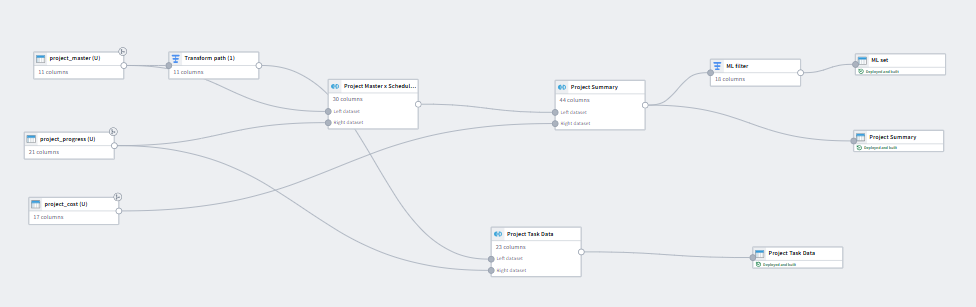 project_master (U)
11 columns
Transform path (1)
11 columns
project_progress (U)
21 columns
project_cost (U)
17 columns
Project Master x Schedul...
30 columns
Left dataset
Right dataset
Project Summary
44 columns
Left dataset
Right dataset
Project Task Data
23 columns
Left dataset
Right dataset
ML filter
16 columns
ML set
Deployed and built
Project Summary
Deployed and built
Project Task Data
Deployed and built